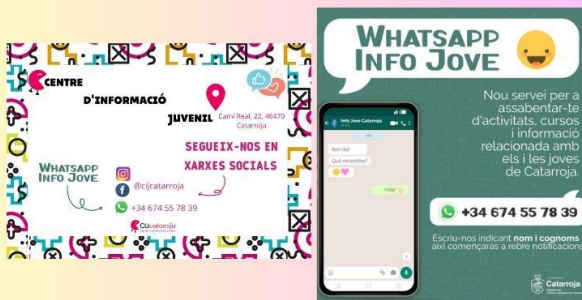 CENTRE
D'INFORMACIÓ
JUVENIL
Camí Real, 22, 46470
Catarroja
SEGUEIX-NOS EN
XARXES SOCIALS
WHATSAPP
INFO JOVE
@cijcatarroja
+34 674 55 78 39
CIJcatarroja
WHATSAPP
INFO JOVE
Nou servei per a
assabentar-te
d'activitats, cursos
i informació
relacionada amb
els i les joves
de Catarroja.
Info Jove Catarroja
Bon dia!
Què necessites?
Hola!
+34 674 55 78 39
Escriu-nos indicant nom i cognoms
així començaràs a rebre notificacions
Catarroja